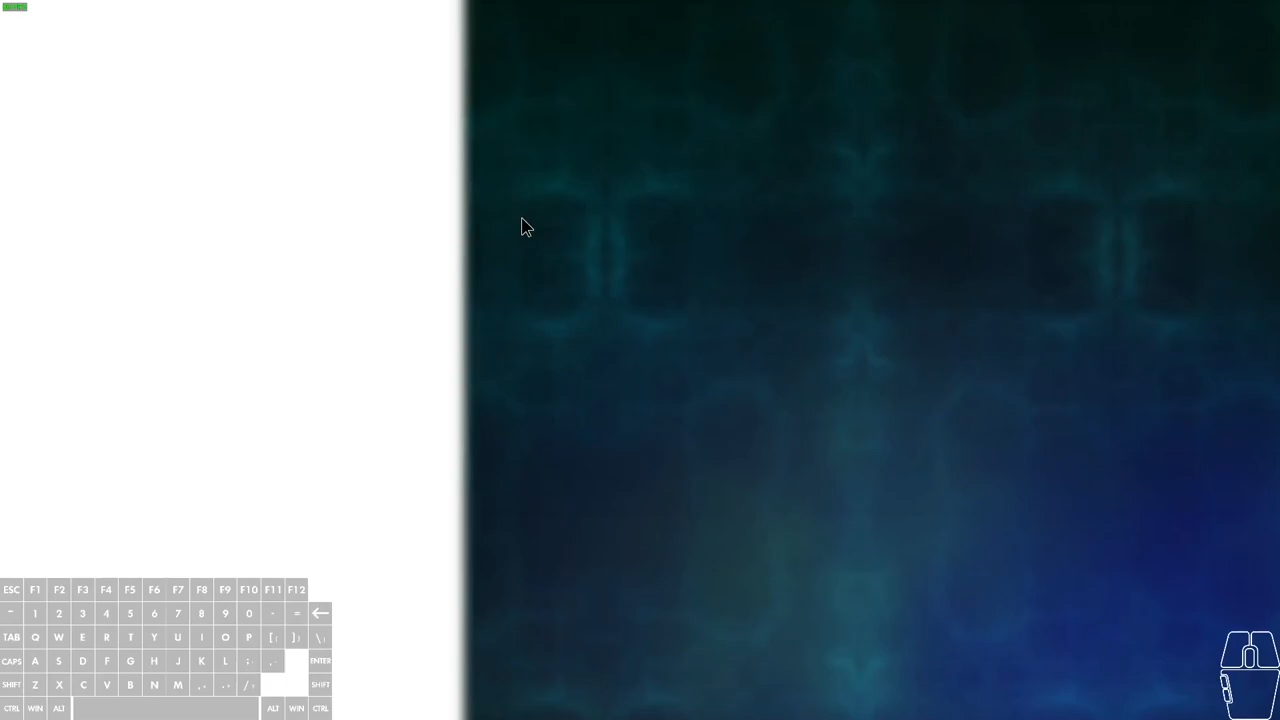 ESC F1 F2 F3 F4 F5 F6 F7 F8 F9 F10 F11 F12
1 2 3 4 5 6 7 8 9 0 - = ←
TAB Q W E R T Y U I O P [ ] \
CAPS A S D F G H J K L ; ENTER
SHIFT Z X C V B N M , . / SHIFT
CTRL WIN ALT ALT WIN CTRL